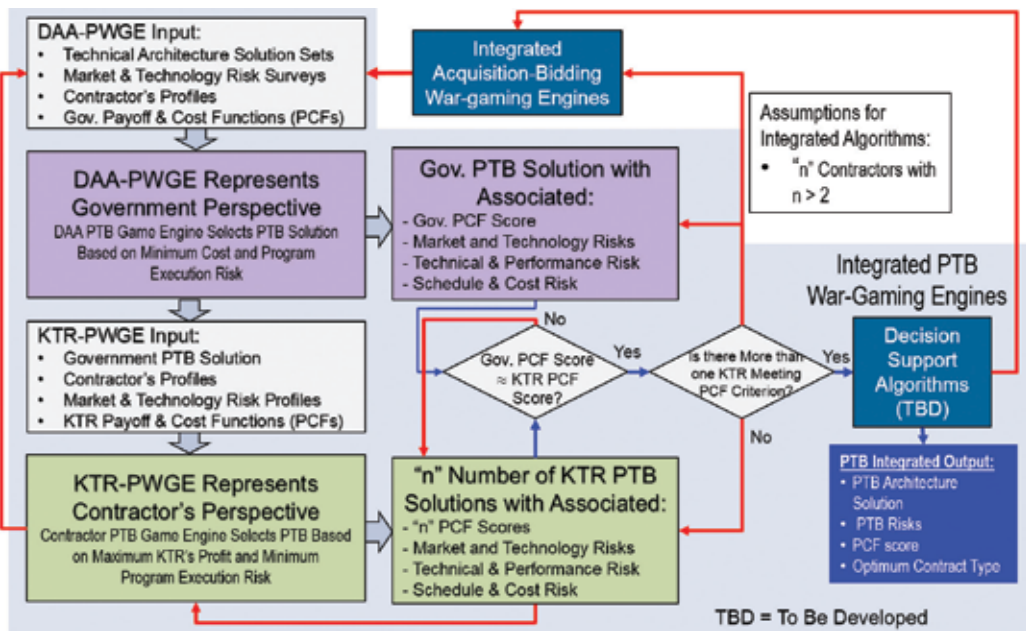 DAA-PWGE Input:
• Technical Architecture Solution Sets
• Market & Technology Risk Surveys
• Contractor's Profiles
• Gov. Payoff & Cost Functions (PCFs)
Integrated
Acquisition-Bidding
War-gaming Engines
Assumptions for
Integrated Algorithms:
• "n" Contractors with
n > 2
DAA-PWGE Represents
Government Perspective
DAA PTB Game Engine Selects PTB Solution
Based on Minimum Cost and Program
Execution Risk
Gov. PTB Solution with
Associated:
- Gov. PCF Score
- Market and Technology Risks
- Technical & Performance Risk
- Schedule & Cost Risk
Integrated PTB
War-Gaming Engines
KTR-PWGE Input:
• Government PTB Solution
• Contractor's Profiles
• Market & Technology Risk Profiles
• KTR Payoff & Cost Functions (PCFs)
No
Gov. PCF Score
≈ KTR PCF
Score?
Yes
Is there More than
one KTR Meeting
PCF Criterion?
Yes
No
Decision
Support
Algorithms
(TBD)
KTR-PWGE Represents
Contractor's Perspective
Contractor PTB Game Engine Selects PTB Based
on Maximum KTR's Profit and Minimum
Program Execution Risk
"n" Number of KTR PTB
Solutions with Associated:
- "n" PCF Scores
- Market and Technology Risks
- Technical & Performance Risk
- Schedule & Cost Risk
PTB Integrated Output:
• PTB Architecture
Solution
• PTB Risks
• PCF score
• Optimum Contract Type
TBD = To Be Developed